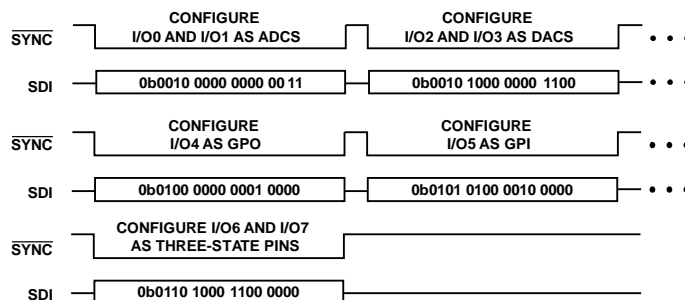 CONFIGURE
I/O0 AND I/O1 AS ADCS
CONFIGURE
I/O2 AND I/O3 AS DACS
SYNC
SDI
0b0010 0000 0000 0011
0b0010 1000 0000 1100
CONFIGURE
I/O4 AS GPO
CONFIGURE
I/O5 AS GPI
SYNC
SDI
0b0100 0000 0001 0000
0b0101 0100 0010 0000
CONFIGURE I/O6 AND I/O7
AS THREE-STATE PINS
SYNC
SDI
0b0110 1000 1100 0000